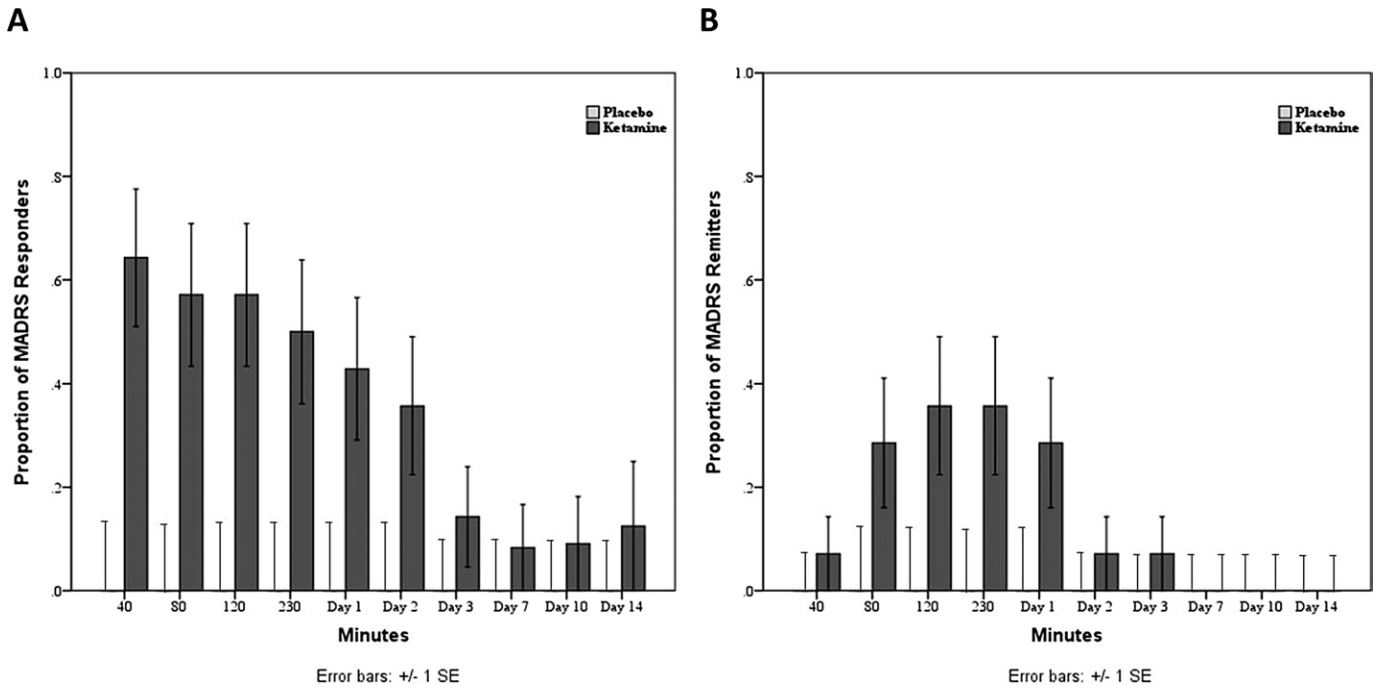 A
Proportion of MADRS Responders
1.0
.8
.6
.4
.2
.0
Placebo
Ketamine
40 80 120 230 Day 1 Day 2 Day 3 Day 7 Day 10 Day 14
Minutes
Error bars: +/- 1 SE
B
Proportion of MADRS Remitters
1.0
.8
.6
.4
.2
.0
Placebo
Ketamine
40 80 120 230 Day 1 Day 2 Day 3 Day 7 Day 10 Day 14
Minutes
Error bars: +/- 1 SE